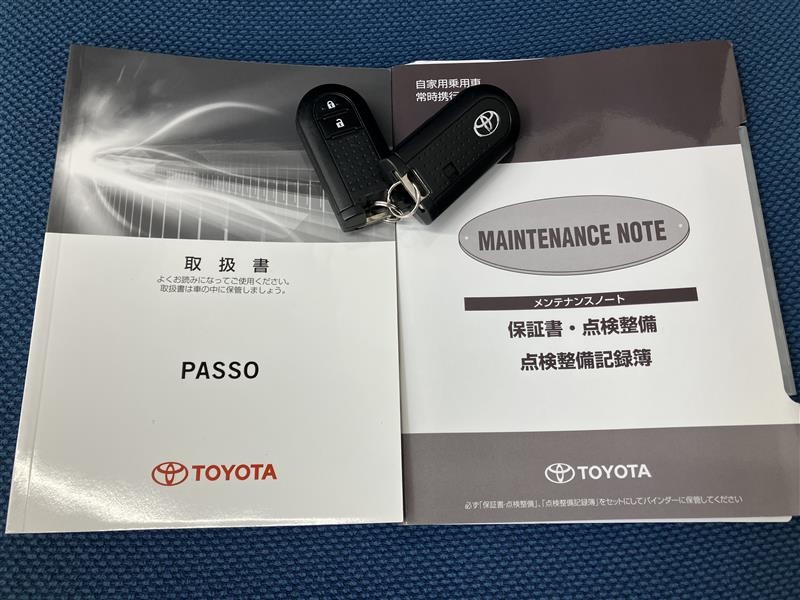 取扱書
よくお読みになってご使用ください。
取扱書は車の中に保管しましょう。
PASSO
TOYOTA
自家用乗用車
常時携行
MAINTENANCE NOTE
メンテナンスノート
保証書・点検整備
点検整備記録簿
TOYOTA
必ず「保証書・点検整備」、「点検整備記録簿」をセットにしてバインダーに保管してください